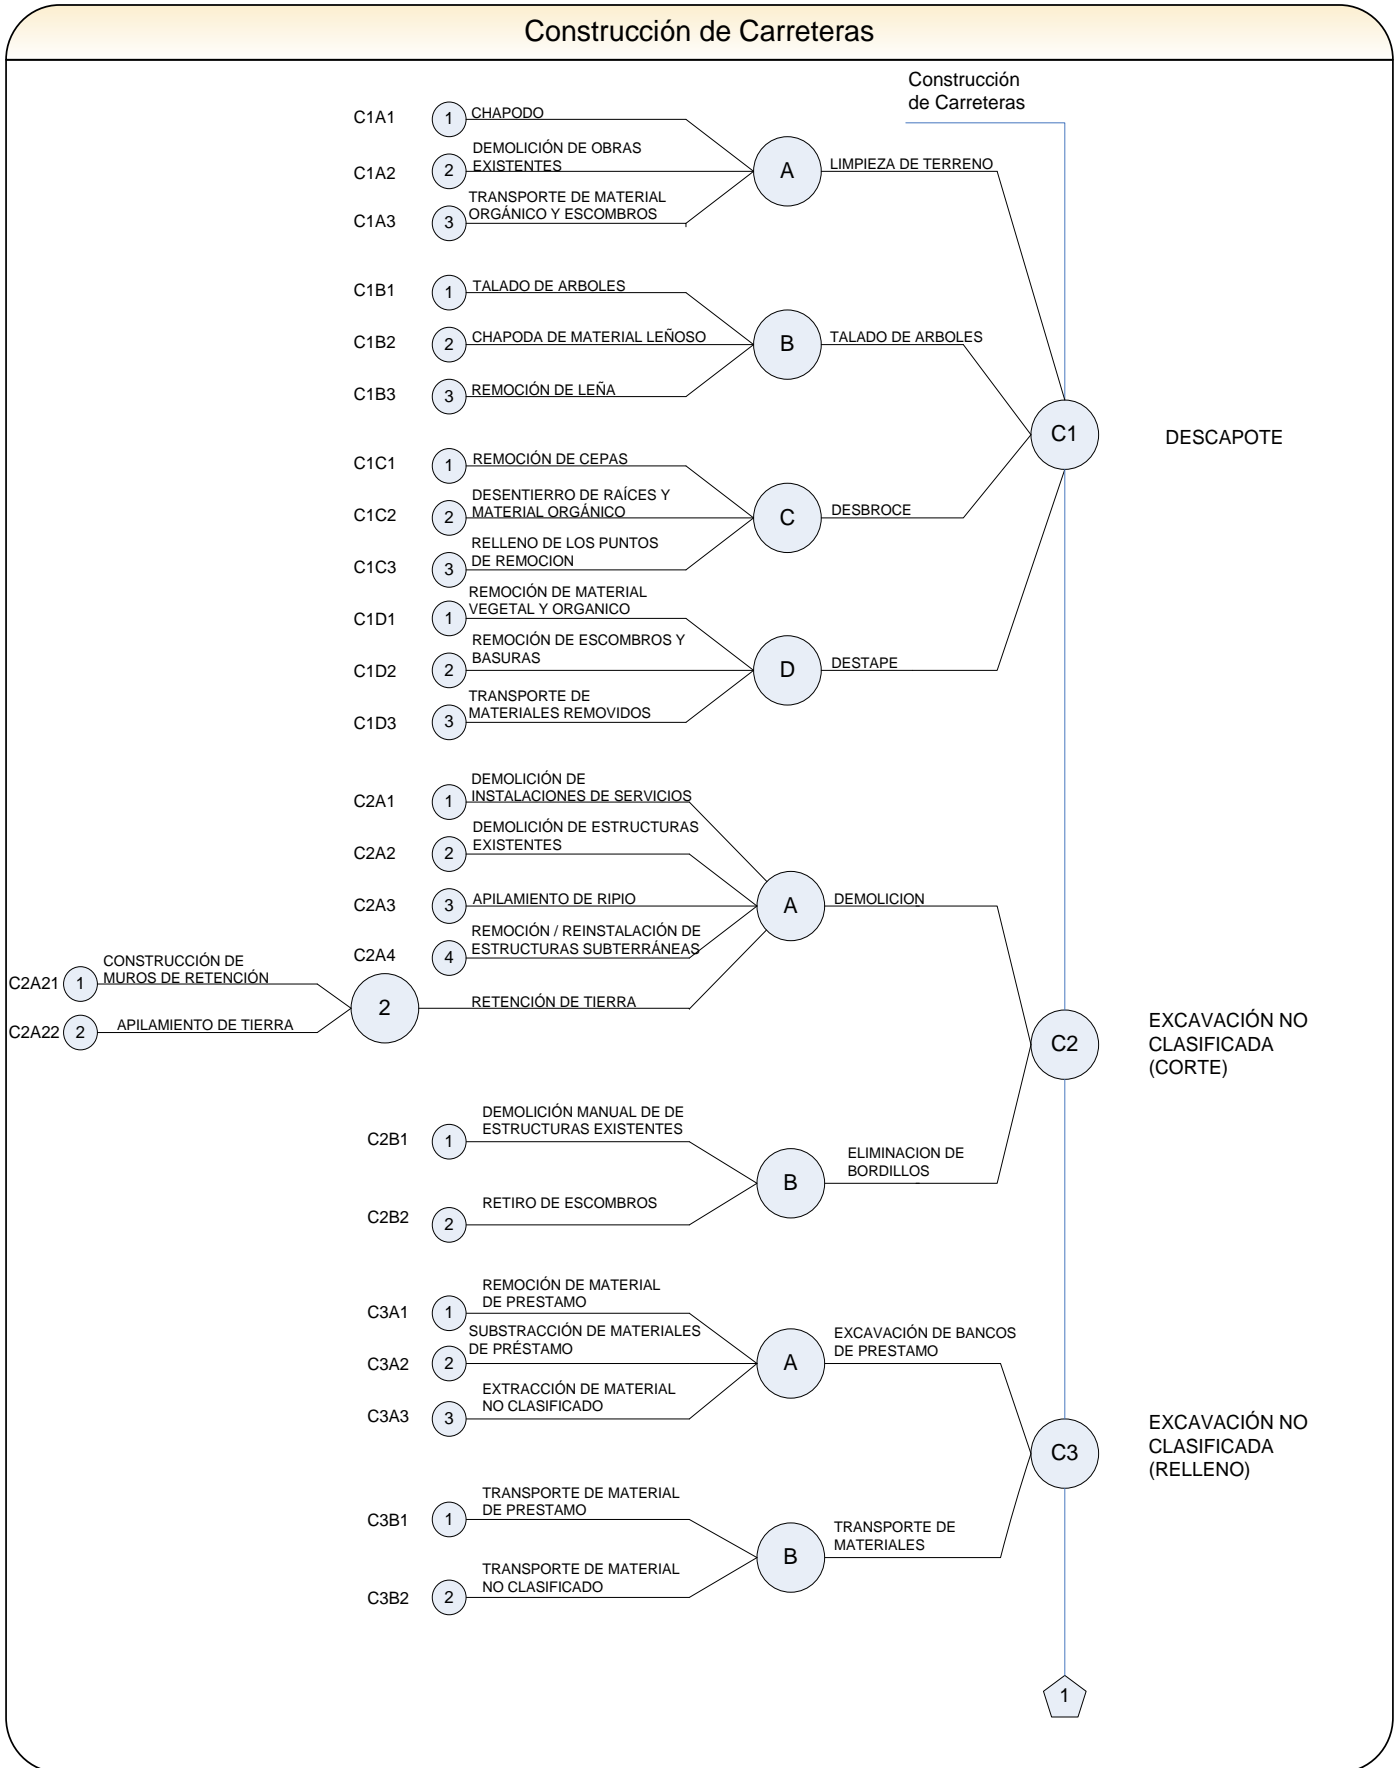 Construcción de Carreteras
Construcción
de Carreteras
C1A1
1
CHAPODO
C1A2
2
DEMOLICIÓN DE OBRAS
EXISTENTES
C1A3
3
TRANSPORTE DE MATERIAL
ORGÁNICO Y ESCOMBROS
A
LIMPIEZA DE TERRENO
C1B1
1
TALADO DE ARBOLES
C1B2
2
CHAPODA DE MATERIAL LEÑOSO
C1B3
3
REMOCIÓN DE LEÑA
B
TALADO DE ARBOLES
C1
DESCAPOTE
C1C1
1
REMOCIÓN DE CEPAS
C1C2
2
DESENTIERRO DE RAÍCES Y
MATERIAL ORGÁNICO
C1C3
3
RELLENO DE LOS PUNTOS
DE REMOCION
C
DESBROCE
C1D1
1
REMOCIÓN DE MATERIAL
VEGETAL Y ORGANICO
C1D2
2
REMOCIÓN DE ESCOMBROS Y
BASURAS
C1D3
3
TRANSPORTE DE
MATERIALES REMOVIDOS
D
DESTAPE
C2A1
1
DEMOLICIÓN DE
INSTALACIONES DE SERVICIOS
C2A2
2
DEMOLICIÓN DE ESTRUCTURAS
EXISTENTES
C2A3
3
APILAMIENTO DE RIPIO
C2A4
4
REMOCIÓN / REINSTALACIÓN DE
ESTRUCTURAS SUBTERRÁNEAS
A
DEMOLICION
C2A21
1
CONSTRUCCIÓN DE
MUROS DE RETENCIÓN
C2A22
2
APILAMIENTO DE TIERRA
2
RETENCIÓN DE TIERRA
C2
EXCAVACIÓN NO
CLASIFICADA
(CORTE)
C2B1
1
DEMOLICIÓN MANUAL DE DE
ESTRUCTURAS EXISTENTES
C2B2
2
RETIRO DE ESCOMBROS
B
ELIMINACION DE
BORDILLOS
C3A1
1
REMOCIÓN DE MATERIAL
DE PRESTAMO
C3A2
2
SUBSTRACCIÓN DE MATERIALES
DE PRÉSTAMO
C3A3
3
EXTRACCIÓN DE MATERIAL
NO CLASIFICADO
A
EXCAVACIÓN DE BANCOS
DE PRESTAMO
C3
EXCAVACIÓN NO
CLASIFICADA
(RELLENO)
C3B1
1
TRANSPORTE DE MATERIAL
DE PRESTAMO
C3B2
2
TRANSPORTE DE MATERIAL
NO CLASIFICADO
B
TRANSPORTE DE
MATERIALES
1